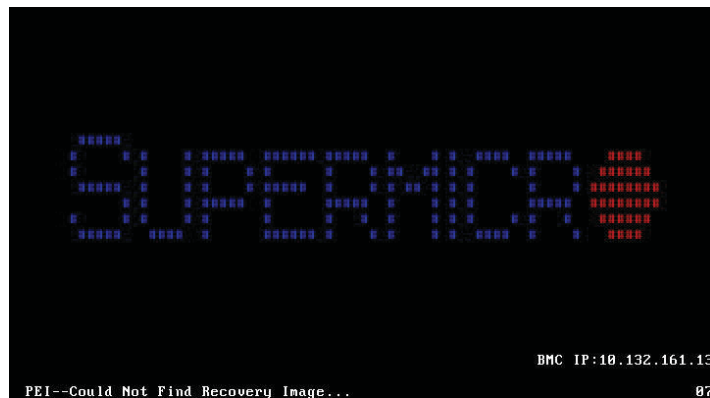 SUPERMICRO
BMC IP:10.132.161.13
PEI--Could Not Find Recovery Image...
07